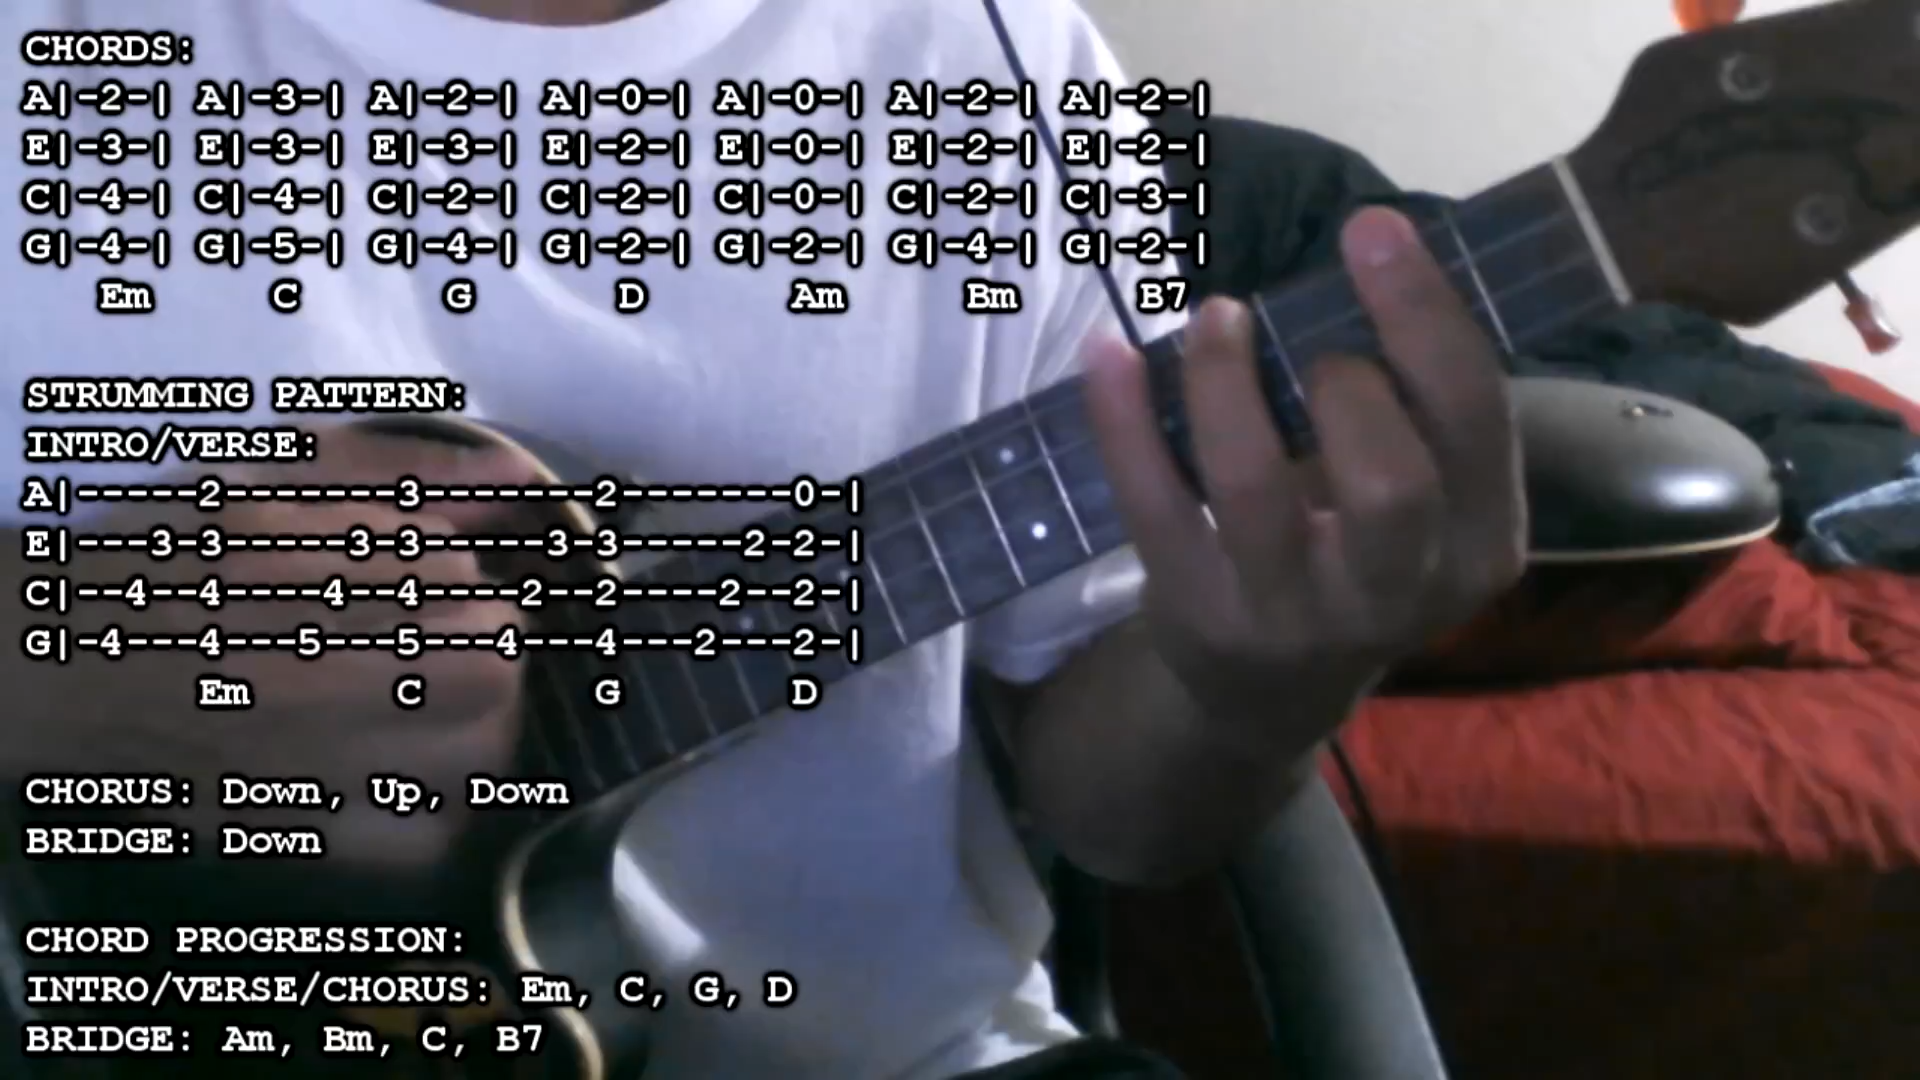 CHORDS:
A|-2-| A|-3-| A|-2-| A|-0-| A|-0-| A|-2-| A|-2-|
E|-3-| E|-3-| E|-3-| E|-2-| E|-0-| E|-2-| E|-2-|
C|-4-| C|-4-| C|-2-| C|-2-| C|-0-| C|-2-| C|-3-|
G|-4-| G|-5-| G|-4-| G|-2-| G|-2-| G|-4-| G|-2-|
Em C G D Am Bm B7
STRUMMING PATTERN:
INTRO/VERSE:
A|-----2-------3-------2-------0-|
E|---3-3-----3-3-----3-3-----2-2-|
C|--4--4----4--4----2--2----2--2-|
G|-4---4---5---5---4---4---2---2-|
Em C G D
CHORUS: Down, Up, Down
BRIDGE: Down
CHORD PROGRESSION:
INTRO/VERSE/CHORUS: Em, C, G, D
BRIDGE: Am, Bm, C, B7